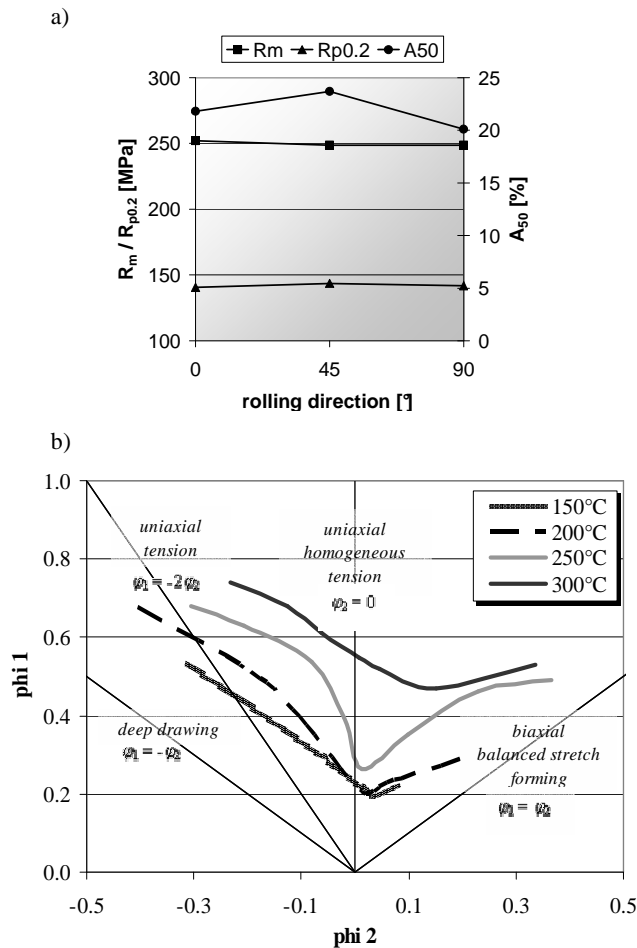 a)
Rm Rp0.2 A50
300
250
200
150
100
25
20
15
10
5
0
R_m / R_p0.2 [MPa]
A_50 [%]
0 45 90
rolling direction [°]
b)
1.0
0.8
0.6
0.4
0.2
0.0
phi 1
uniaxial
tension
φ₁ = -2φ₂
uniaxial
homogeneous
tension
φ₂ = 0
150°C
200°C
250°C
300°C
deep drawing
φ₁ = -φ₂
biaxial
balanced stretch
forming
φ₁ = φ₂
-0.5 -0.3 -0.1 0.1 0.3 0.5
phi 2